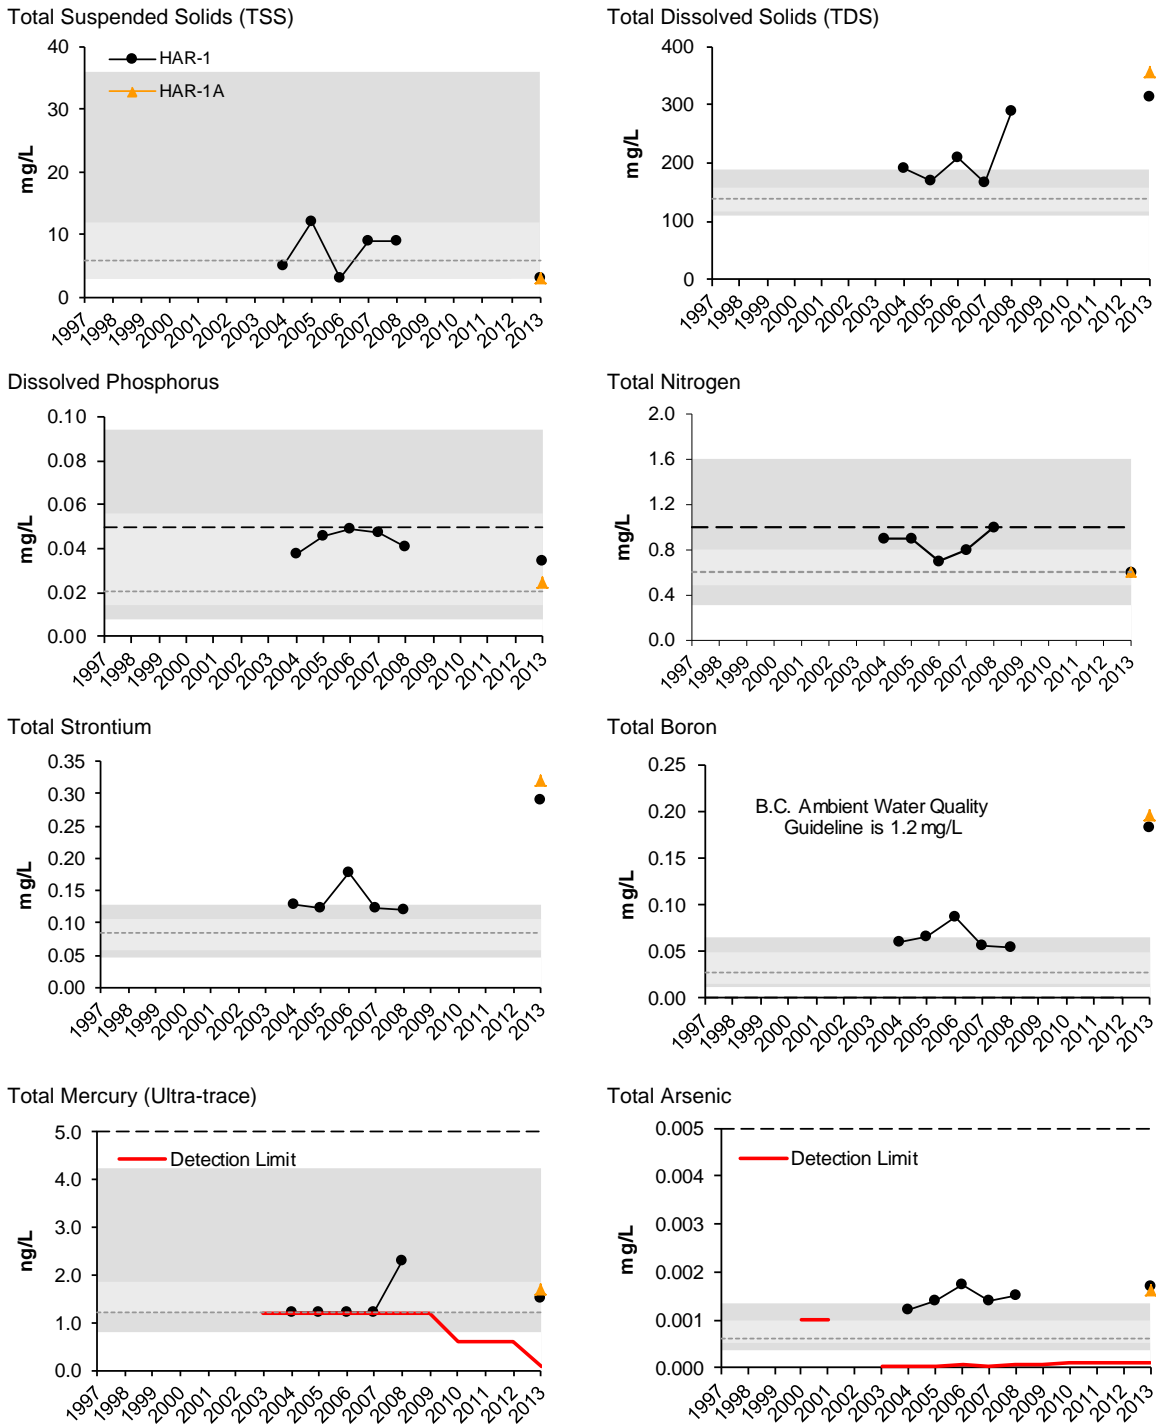 Total Suspended Solids (TSS)
40
30
20
10
0
mg/L
HAR-1
HAR-1A
1997 1998 1999 2000 2001 2002 2003 2004 2005 2006 2007 2008 2009 2010 2011 2012 2013
Total Dissolved Solids (TDS)
400
300
200
100
0
mg/L
1997 1998 1999 2000 2001 2002 2003 2004 2005 2006 2007 2008 2009 2010 2011 2012 2013
Dissolved Phosphorus
0.10
0.08
0.06
0.04
0.02
0.00
mg/L
1997 1998 1999 2000 2001 2002 2003 2004 2005 2006 2007 2008 2009 2010 2011 2012 2013
Total Nitrogen
2.0
1.6
1.2
0.8
0.4
0.0
mg/L
1997 1998 1999 2000 2001 2002 2003 2004 2005 2006 2007 2008 2009 2010 2011 2012 2013
Total Strontium
0.35
0.30
0.25
0.20
0.15
0.10
0.05
0.00
mg/L
1997 1998 1999 2000 2001 2002 2003 2004 2005 2006 2007 2008 2009 2010 2011 2012 2013
Total Boron
0.25
0.20
0.15
0.10
0.05
0.00
mg/L
B.C. Ambient Water Quality
Guideline is 1.2 mg/L
1997 1998 1999 2000 2001 2002 2003 2004 2005 2006 2007 2008 2009 2010 2011 2012 2013
Total Mercury (Ultra-trace)
5.0
4.0
3.0
2.0
1.0
0.0
ng/L
Detection Limit
1997 1998 1999 2000 2001 2002 2003 2004 2005 2006 2007 2008 2009 2010 2011 2012 2013
Total Arsenic
0.005
0.004
0.003
0.002
0.001
0.000
mg/L
Detection Limit
1997 1998 1999 2000 2001 2002 2003 2004 2005 2006 2007 2008 2009 2010 2011 2012 2013